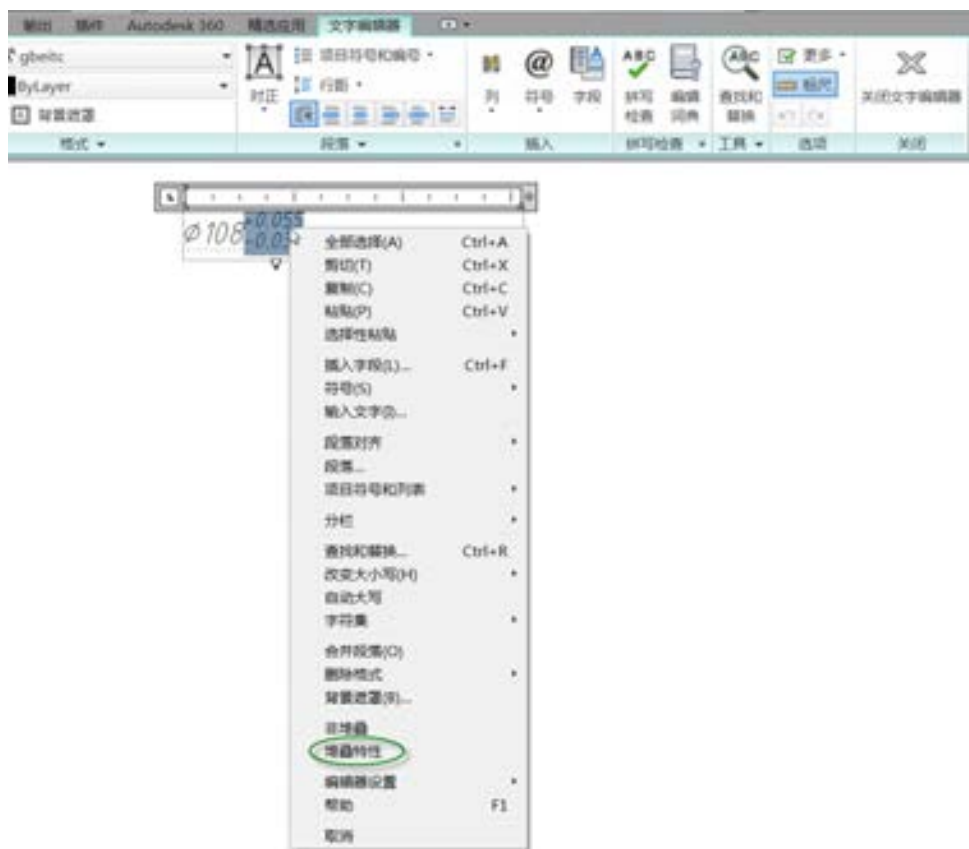 输出 插件 Autodesk 360 精选应用 文字编辑器
gbeitc
ByLayer
背景遮罩
格式
对正
项目符号和编号
行距
段落
列
@
符号
字段
插入
ABC
拼写检查
编辑词典
拼写检查
ABC
查找和替换
工具
更多
标尺
选项
关闭文字编辑器
关闭
Ø108 +0.055
全部选择(A) Ctrl+A
剪切(T) Ctrl+X
复制(C) Ctrl+C
粘贴(P) Ctrl+V
选择性粘贴
插入字段(L)... Ctrl+F
符号(S)
输入文字(I)...
段落对齐
段落...
项目符号和列表
分栏
查找和替换... Ctrl+R
改变大小写(H)
自动大写
字符集
合并段落(O)
删除格式
背景遮罩(B)...
非堆叠
堆叠特性
编辑器设置
帮助 F1
取消